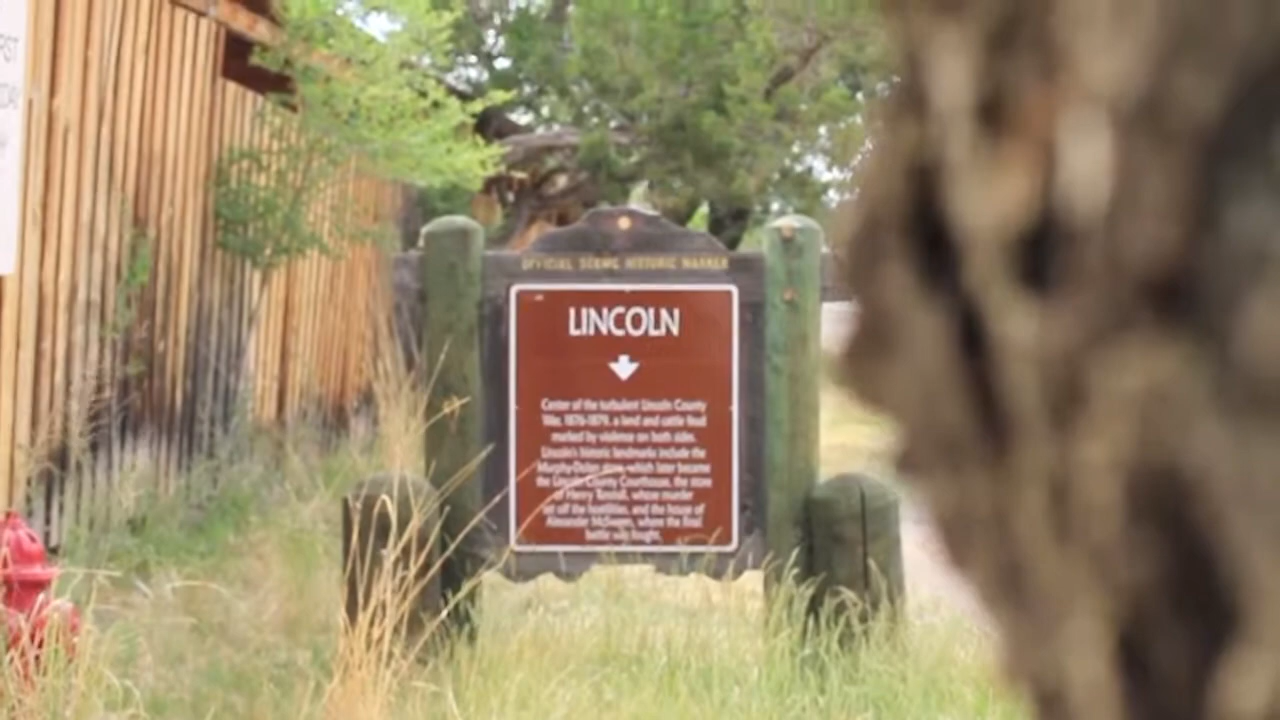 RST
DAY
OFFICIAL SCENIC HISTORIC MARKER
LINCOLN
Center of the turbulent Lincoln County
War, 1876-1879, a land and cattle feud
marked by violence on both sides.
Lincoln's historic landmarks include the
Murphy-Dolan store, which later became
the Lincoln County Courthouse, the store
of Henry Tunstall, whose murder
set off the hostilities, and the house of
Alexander McSween, where the final
battle was fought.